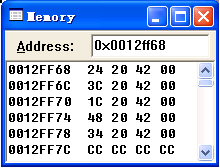 Memory
Address: 0x0012ff68
0012FF68 24 20 42 00
0012FF6C 3C 20 42 00
0012FF70 1C 20 42 00
0012FF74 48 20 42 00
0012FF78 34 20 42 00
0012FF7C CC CC CC CC